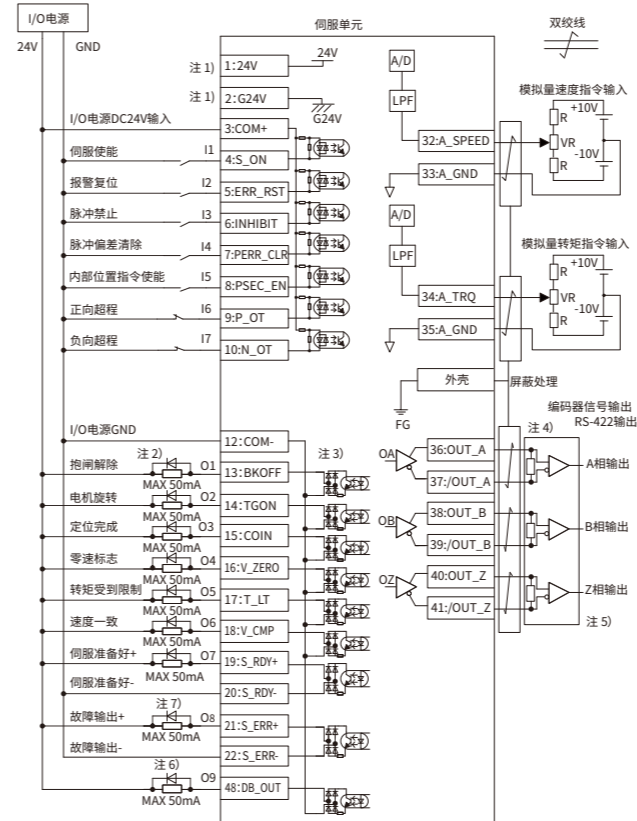 I/O电源
24V
GND
伺服单元
注 1)
1:24V
24V
注 1)
2:G24V
G24V
I/O电源DC24V输入
3:COM+
伺服使能
I1
4:S_ON
报警复位
I2
5:ERR_RST
脉冲禁止
I3
6:INHIBIT
脉冲偏差清除
I4
7:PERR_CLR
内部位置指令使能
I5
8:PSEC_EN
正向超程
I6
9:P_OT
负向超程
I7
10:N_OT
双绞线
A/D
LPF
模拟量速度指令输入
+10V
R
VR
R
-10V
32:A_SPEED
33:A_GND
A/D
LPF
模拟量转矩指令输入
+10V
R
VR
R
-10V
34:A_TRQ
35:A_GND
外壳
屏蔽处理
FG
I/O电源GND
12:COM-
注 2)
注 3)
抱闸解除
O1
13:BKOFF
MAX 50mA
电机旋转
O2
14:TGON
MAX 50mA
定位完成
O3
15:COIN
MAX 50mA
零速标志
O4
16:V_ZERO
MAX 50mA
转矩受到限制
O5
17:T_LT
MAX 50mA
速度一致
O6
18:V_CMP
MAX 50mA
伺服准备好+
O7
19:S_RDY+
MAX 50mA
伺服准备好-
20:S_RDY-
注 7)
故障输出+
O8
21:S_ERR+
MAX 50mA
故障输出-
22:S_ERR-
注 6)
O9
48:DB_OUT
MAX 50mA
编码器信号输出
RS-422输出
注 4)
OA
36:OUT_A
37:/OUT_A
A相输出
OB
38:OUT_B
39:/OUT_B
B相输出
OZ
40:OUT_Z
41:/OUT_Z
Z相输出
注 5)